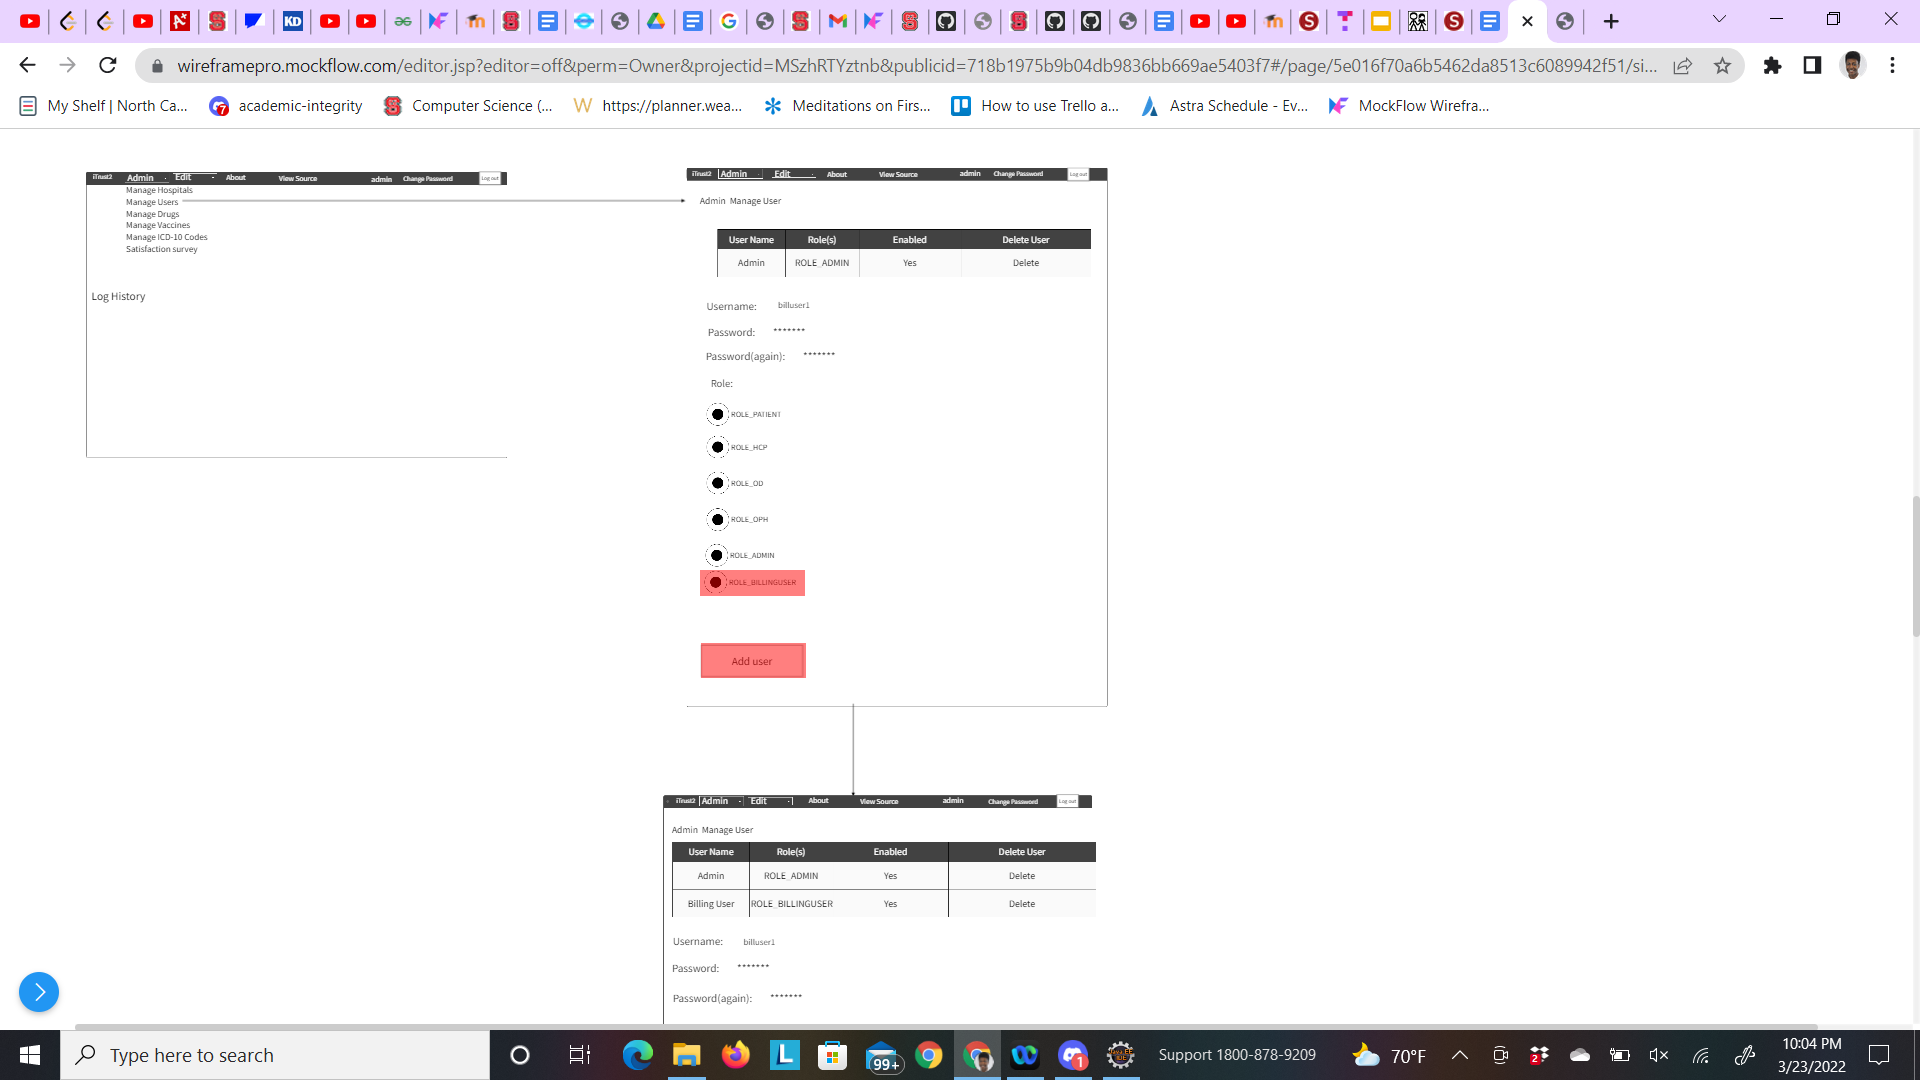 wireframepro.mockflow.com/editor.jsp?editor=off&perm=Owner&projectid=MSzhRTYztnb&publicid=718b1975b9b04db9836bb669ae5403f7#/page/5e016f70a6b5462da8513c6089942f51/si...
My Shelf | North Ca... academic-integrity Computer Science (... https://planner.wea... Meditations on Firs... How to use Trello a... Astra Schedule - Ev... MockFlow Wirefra...
iTrust2 Admin Edit About View Source admin Change Password Log out
Manage Hospitals
Manage Users
Manage Drugs
Manage Vaccines
Manage ICD-10 Codes
Satisfaction survey
Log History
iTrust2 Admin Edit About View Source admin Change Password Log out
Admin Manage User
User Name Role(s) Enabled Delete User
Admin ROLE_ADMIN Yes Delete
Username: billuser1
Password: *******
Password(again): *******
Role:
ROLE_PATIENT
ROLE_HCP
ROLE_OD
ROLE_OPH
ROLE_ADMIN
ROLE_BILLINGUSER
Add user
iTrust2 Admin Edit About View Source admin Change Password Log out
Admin Manage User
User Name Role(s) Enabled Delete User
Admin ROLE_ADMIN Yes Delete
Billing User ROLE_BILLINGUSER Yes Delete
Username: billuser1
Password: *******
Password(again): *******
Type here to search
99+
Support 1800-878-9209
70°F
10:04 PM
3/23/2022